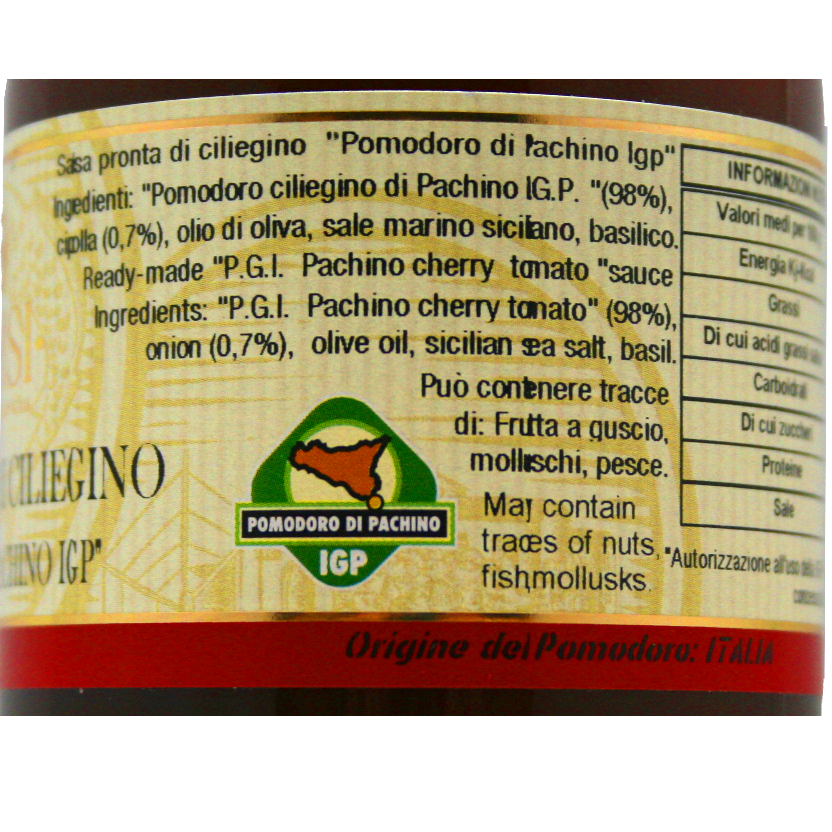 Salsa pronta di ciliegino "Pomodoro di Pachino Igp"
Ingedienti: "Pomodoro ciliegino di Pachino I.G.P. "(98%),
cipolla (0,7%), olio di oliva, sale marino siciliano, basilico.
Ready-made "P.G.I. Pachino cherry tomato "sauce
Ingredients: "P.G.I. Pachino cherry tomato" (98%),
onion (0,7%), olive oil, sicilian sea salt, basil.
Può contenere tracce
di: Frutta a guscio,
molluschi, pesce.
May contain
traces of nuts,
fish,mollusks.
POMODORO DI PACHINO
IGP
CILIEGINO
IGP"
INFORMAZIONI
Valori medi per
Energia Kj-Kcal
Grassi
Di cui acidi grassi
Carboidrati
Di cui zuccheri
Proteine
Sale
"Autorizzazione all'uso
Origine del Pomodoro: ITALIA